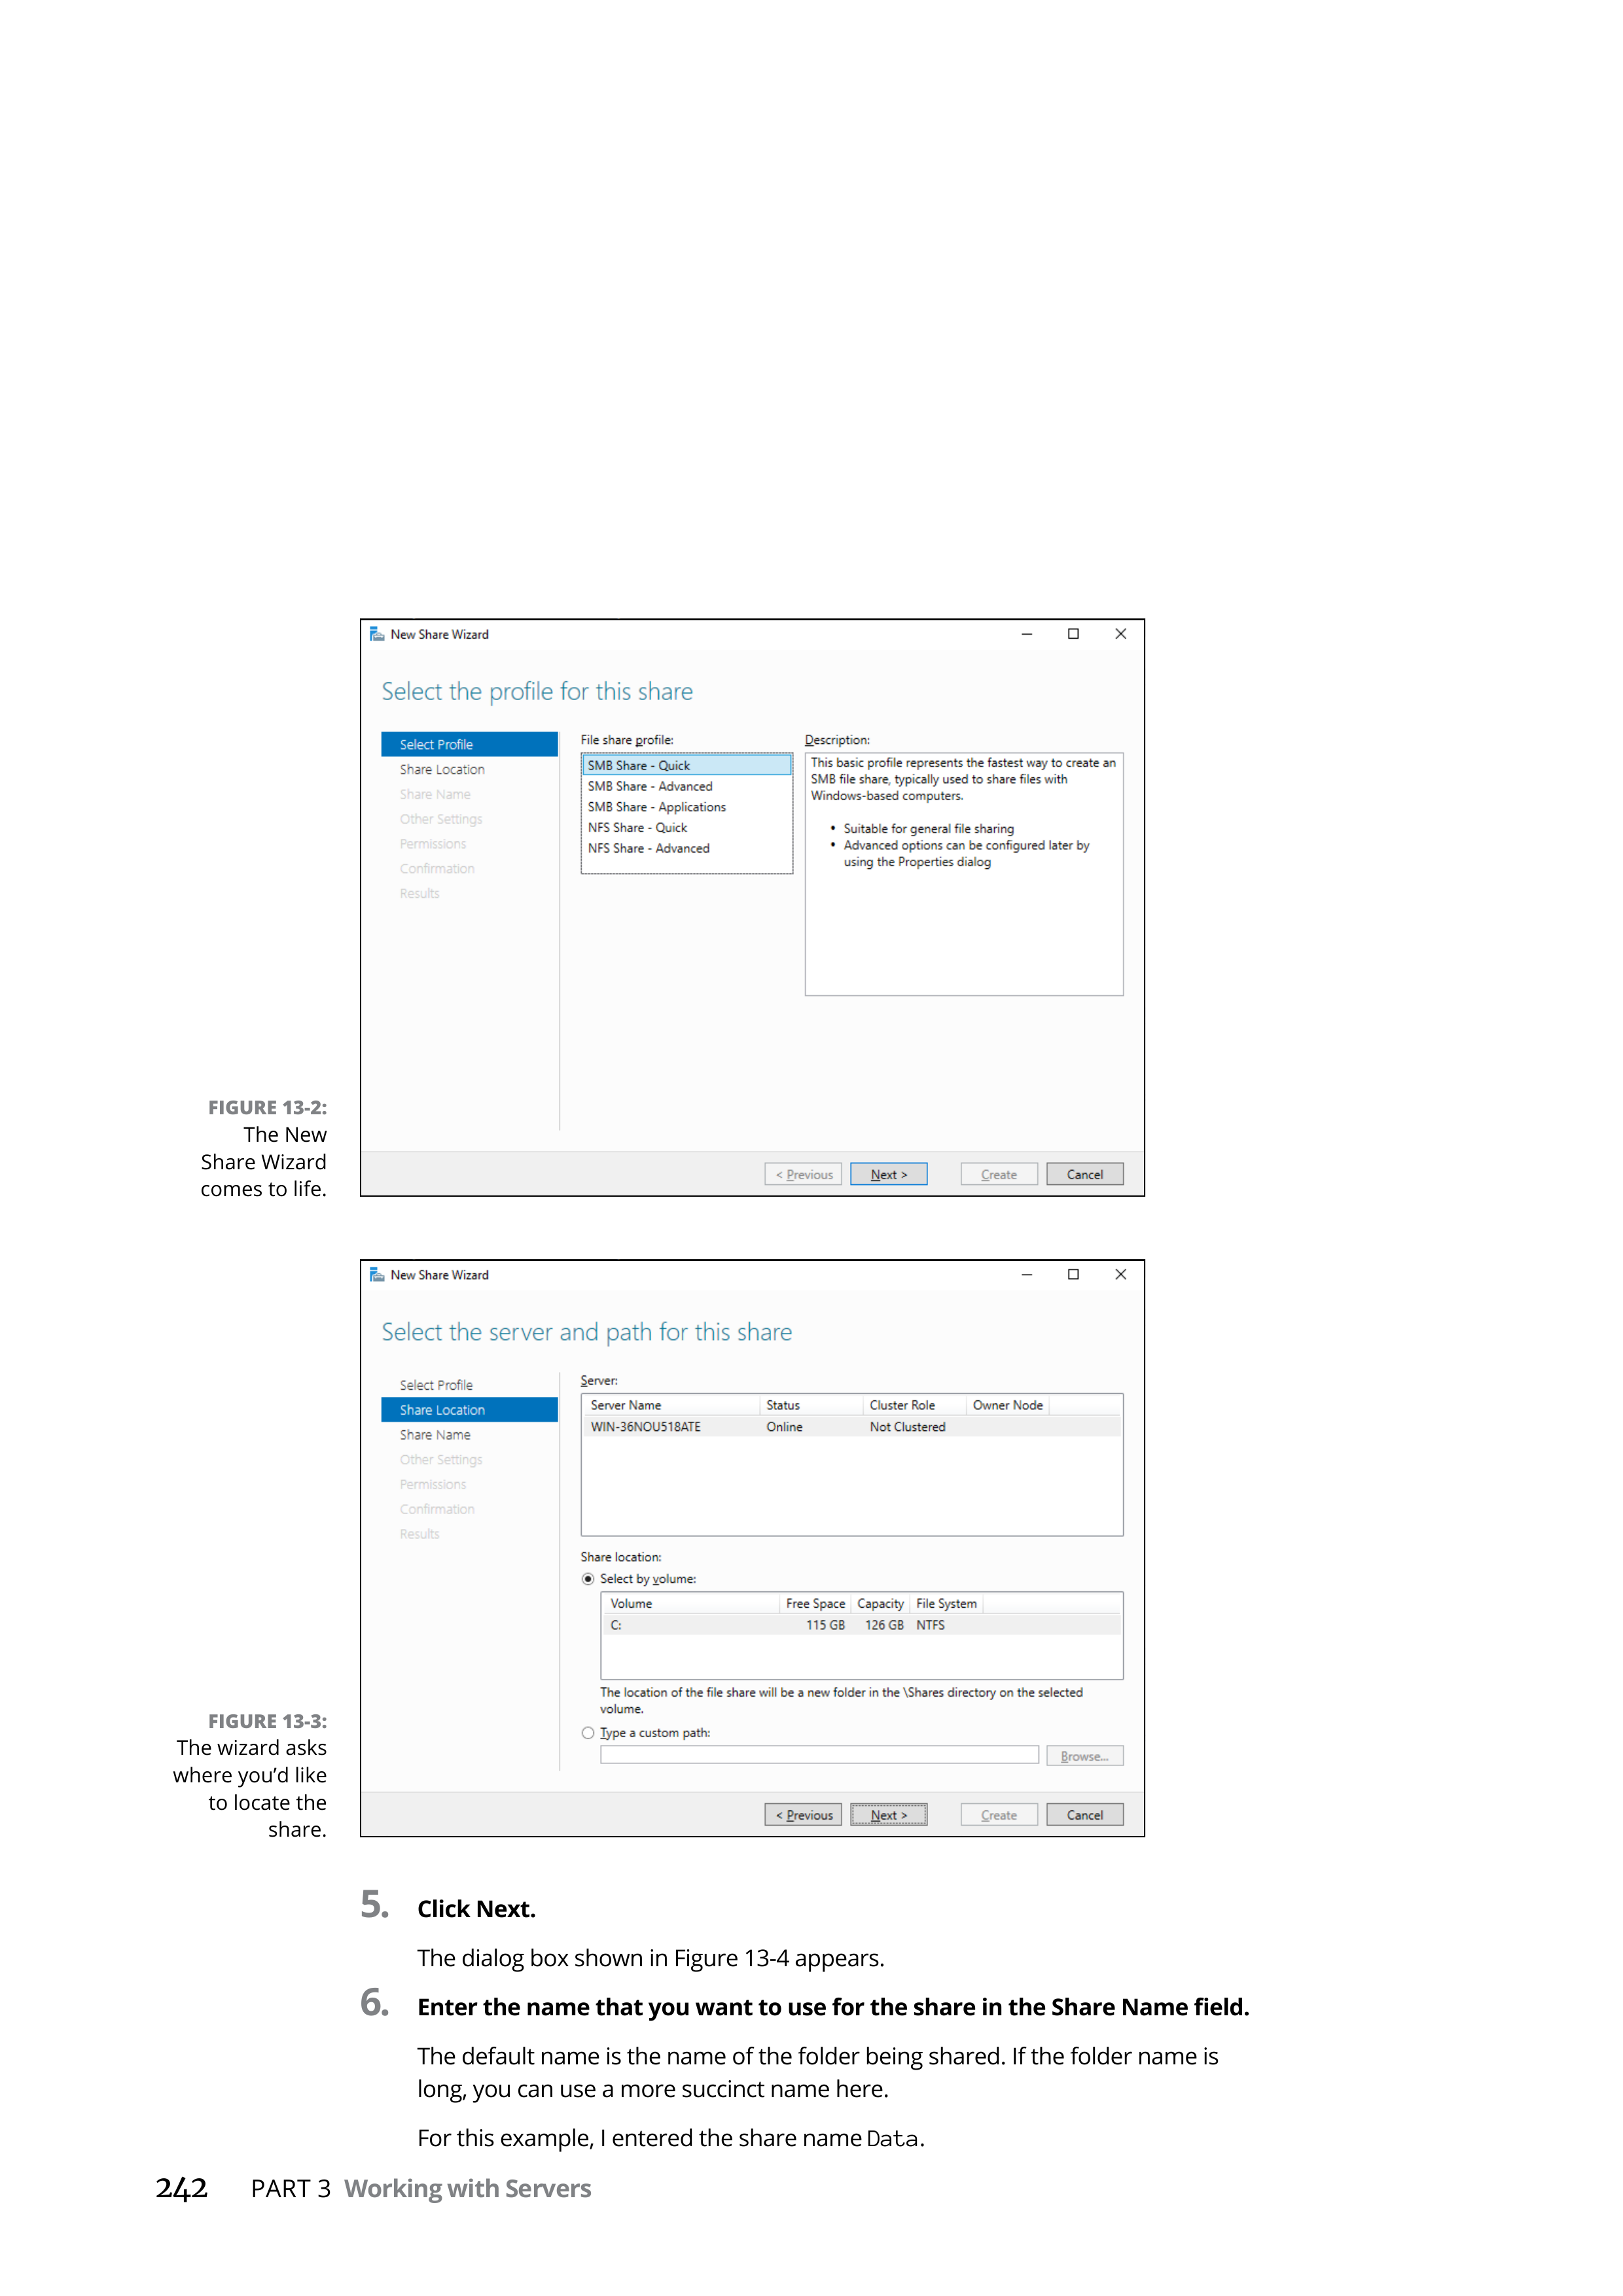 New Share Wizard
Select the profile for this share
Select Profile
Share Location
Share Name
Other Settings
Permissions
Confirmation
Results
File share profile:
SMB Share - Quick
SMB Share - Advanced
SMB Share - Applications
NFS Share - Quick
NFS Share - Advanced
Description:
This basic profile represents the fastest way to create an
SMB file share, typically used to share files with
Windows-based computers.
• Suitable for general file sharing
• Advanced options can be configured later by
using the Properties dialog
< Previous Next > Create Cancel
FIGURE 13-2:
The New
Share Wizard
comes to life.
New Share Wizard
Select the server and path for this share
Select Profile
Share Location
Share Name
Other Settings
Permissions
Confirmation
Results
Server:
Server Name Status Cluster Role Owner Node
WIN-36NOU518ATE Online Not Clustered
Share location:
Select by volume:
Volume Free Space Capacity File System
C: 115 GB 126 GB NTFS
The location of the file share will be a new folder in the \Shares directory on the selected
volume.
Type a custom path:
Browse...
< Previous Next > Create Cancel
FIGURE 13-3:
The wizard asks
where you’d like
to locate the
share.
5. Click Next.
The dialog box shown in Figure 13-4 appears.
6. Enter the name that you want to use for the share in the Share Name field.
The default name is the name of the folder being shared. If the folder name is
long, you can use a more succinct name here.
For this example, I entered the share name Data.
242 PART 3 Working with Servers